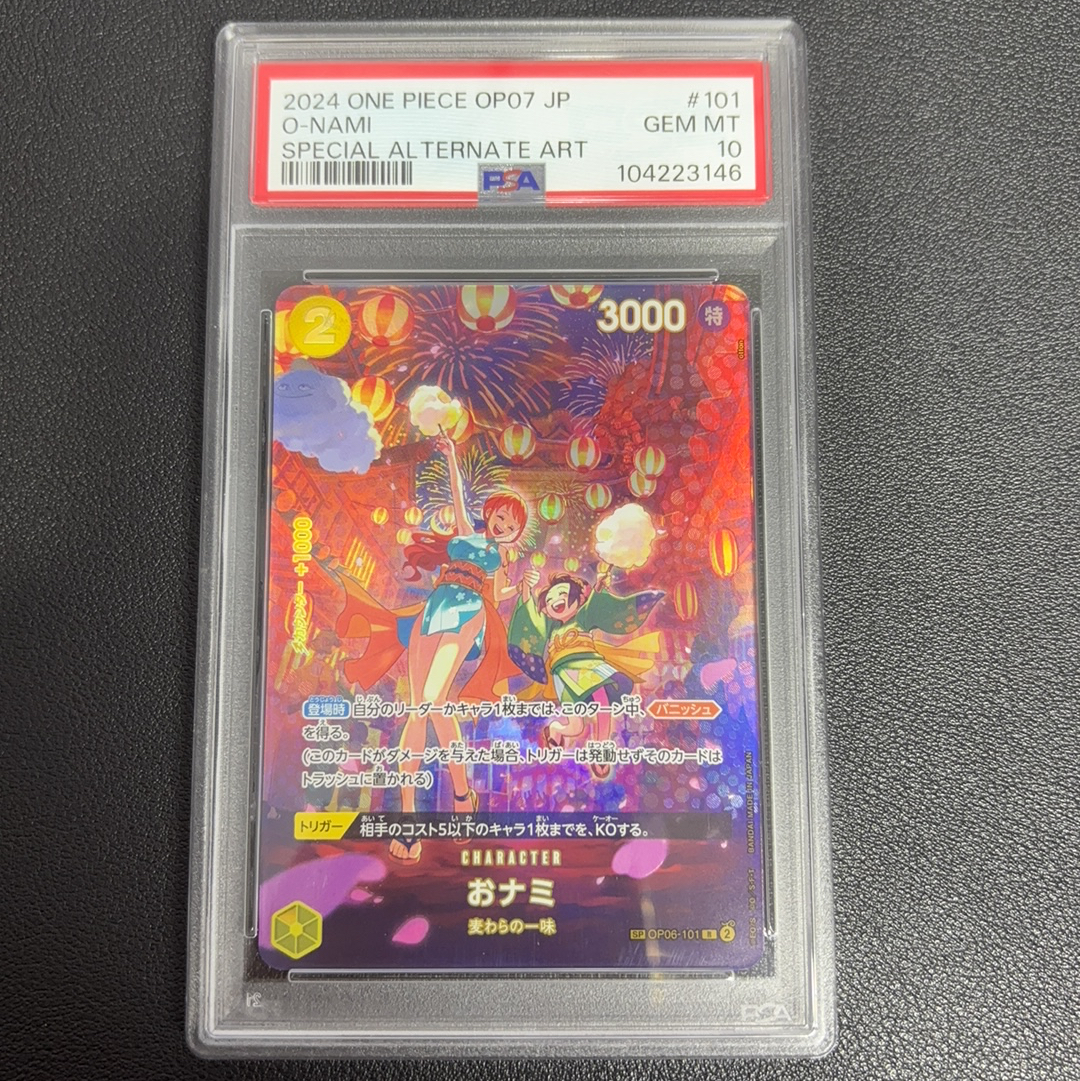 2024 ONE PIECE OP07 JP #101
O-NAMI GEM MT
SPECIAL ALTERNATE ART 10
PSA 104223146
2 3000 特
カウンター+1000
登場時 自分のリーダーかキャラ1枚までは、このターン中、バニッシュ
を得る。
(このカードがダメージを与えた場合、トリガーは発動せずそのカードは
トラッシュに置かれる)
トリガー 相手のコスト5以下のキャラ1枚までを、KOする。
CHARACTER
おナミ
麦わらの一味
SP OP06-101 R 2
BANDAI MADE IN JAPAN
PSA